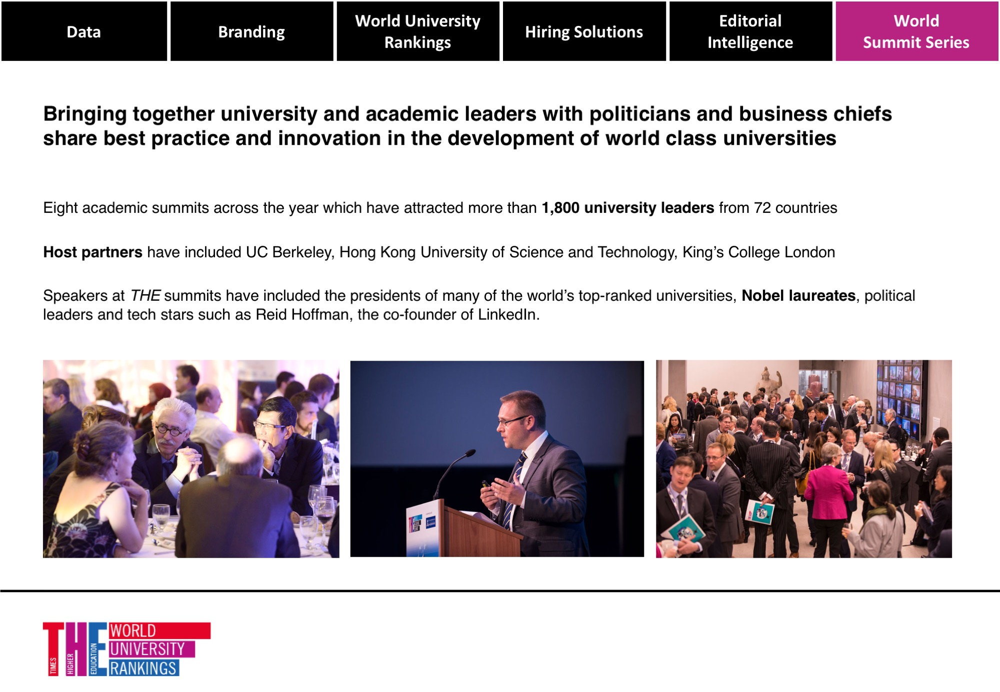 Data
Branding
World University
Rankings
Hiring Solutions
Editorial
Intelligence
World
Summit Series
Bringing together university and academic leaders with politicians and business chiefs
share best practice and innovation in the development of world class universities
Eight academic summits across the year which have attracted more than 1,800 university leaders from 72 countries
Host partners have included UC Berkeley, Hong Kong University of Science and Technology, King’s College London
Speakers at THE summits have included the presidents of many of the world’s top-ranked universities, Nobel laureates, political
leaders and tech stars such as Reid Hoffman, the co-founder of LinkedIn.
THE
TIMES
HIGHER
EDUCATION
WORLD
UNIVERSITY
RANKINGS